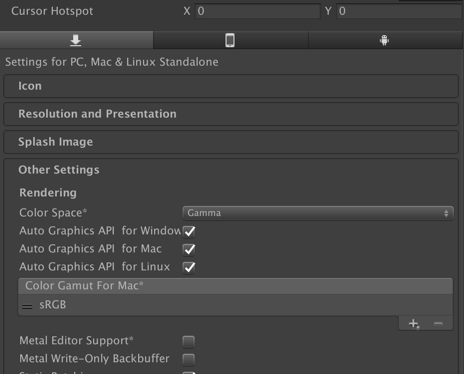 Cursor Hotspot X 0 Y 0
Settings for PC, Mac & Linux Standalone
Icon
Resolution and Presentation
Splash Image
Other Settings
Rendering
Color Space* Gamma
Auto Graphics API for Window
Auto Graphics API for Mac
Auto Graphics API for Linux
Color Gamut For Mac*
sRGB
Metal Editor Support*
Metal Write-Only Backbuffer